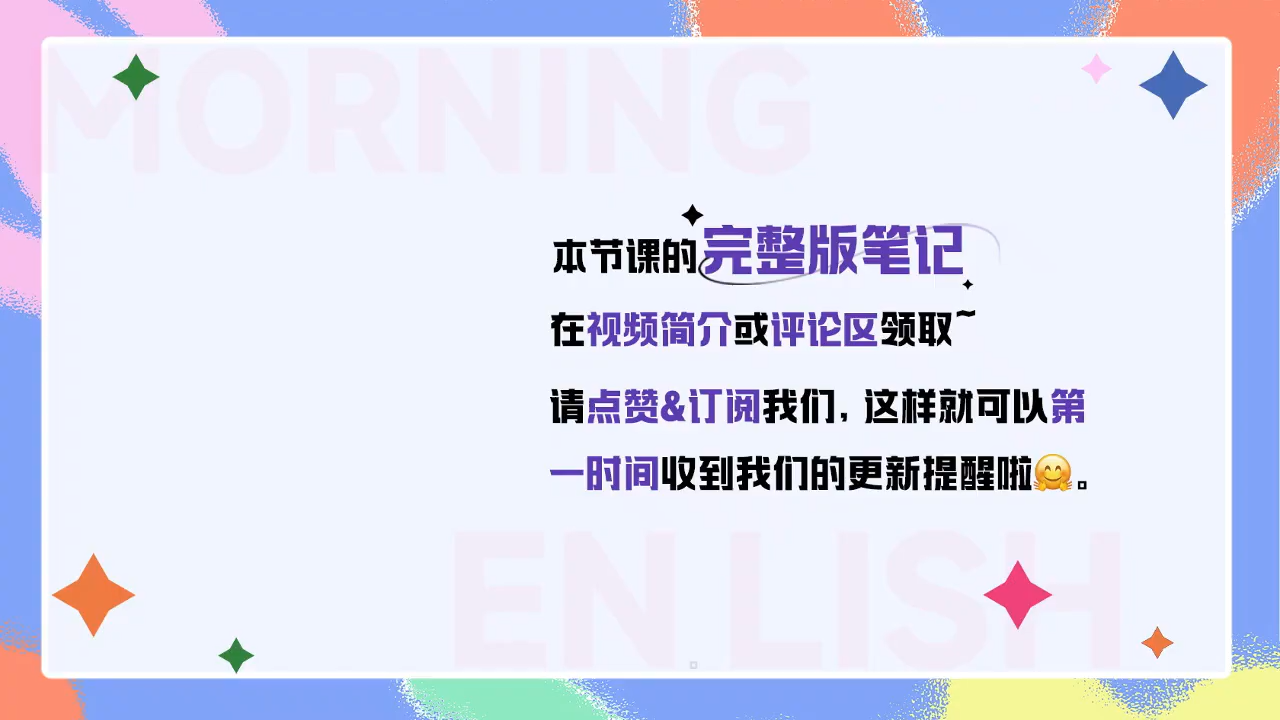 MORNING
本节课的完整版笔记
在视频简介或评论区领取~
请点赞&订阅我们，这样就可以第
一时间收到我们的更新提醒啦🤗。
EN LISH